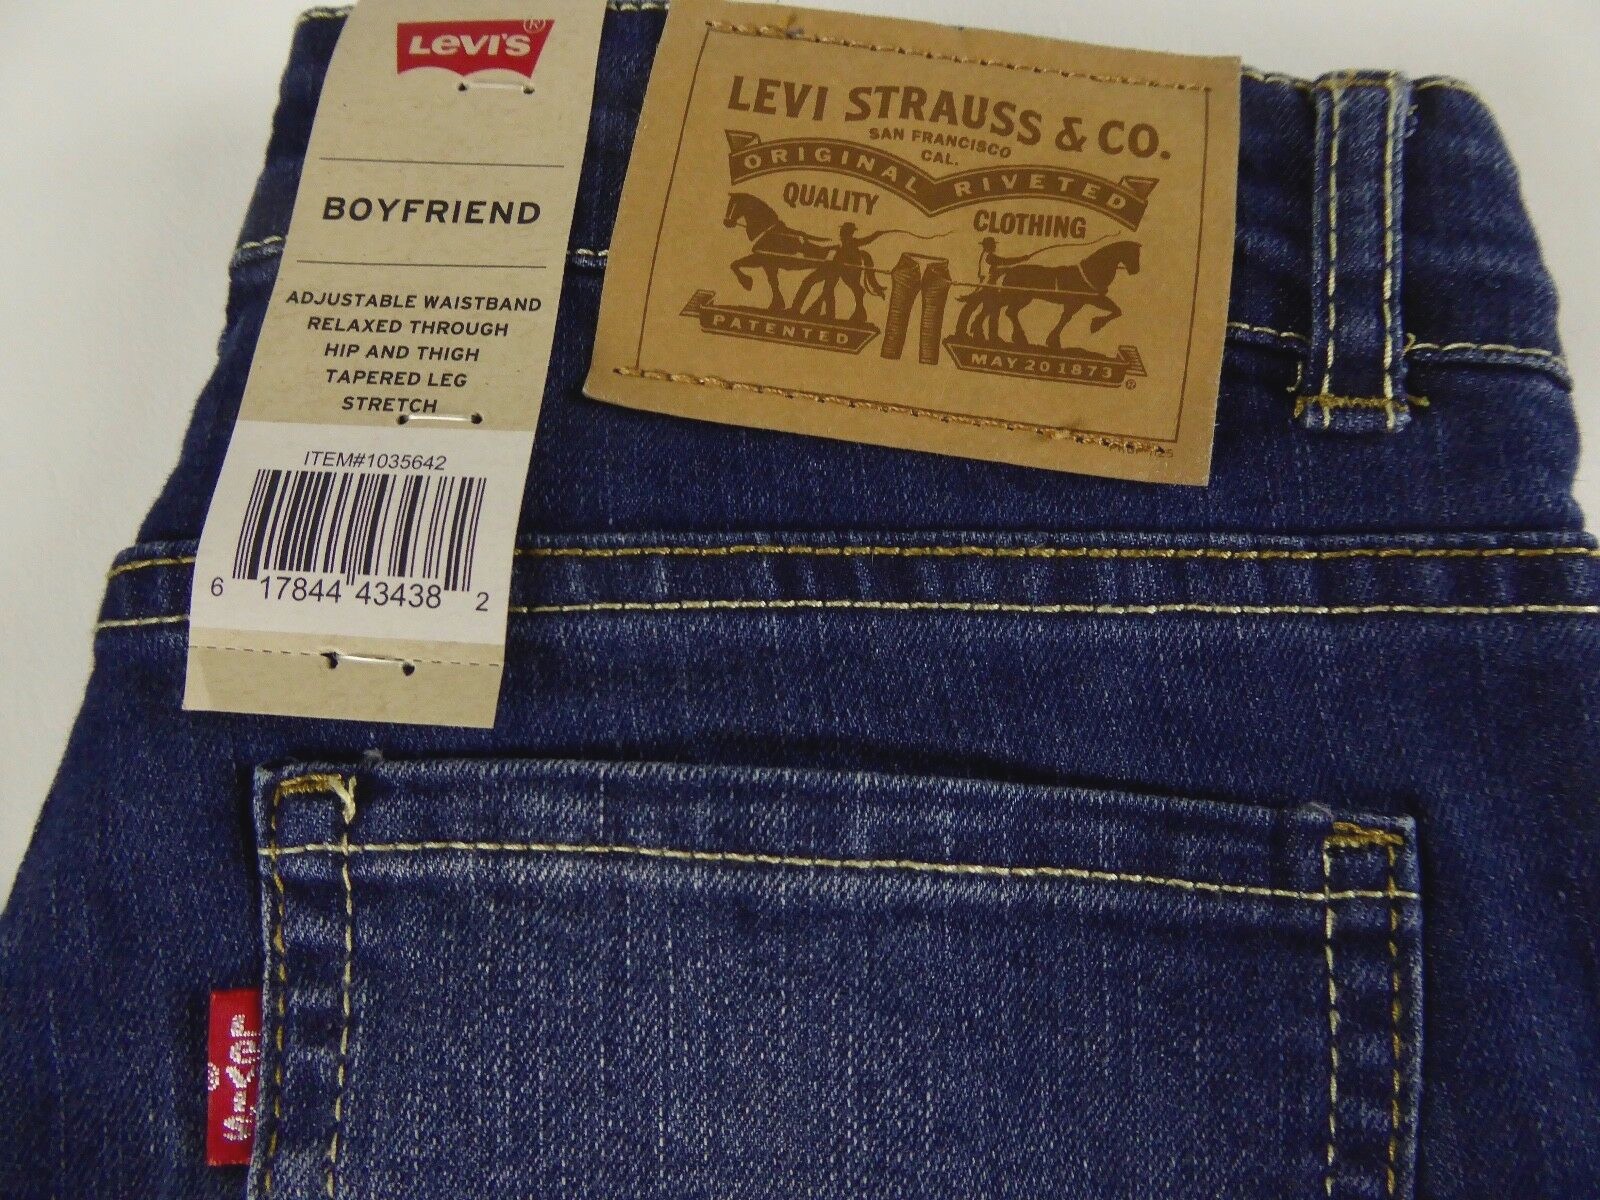 LEVI'S®
BOYFRIEND
ADJUSTABLE WAISTBAND
RELAXED THROUGH
HIP AND THIGH
TAPERED LEG
STRETCH
ITEM#1035642
6 17844 43438 2
LEVI STRAUSS & CO.
SAN FRANCISCO
CAL.
ORIGINAL RIVETED
QUALITY CLOTHING
PATENTED
MAY 20 1873
®
LEVI'S
®